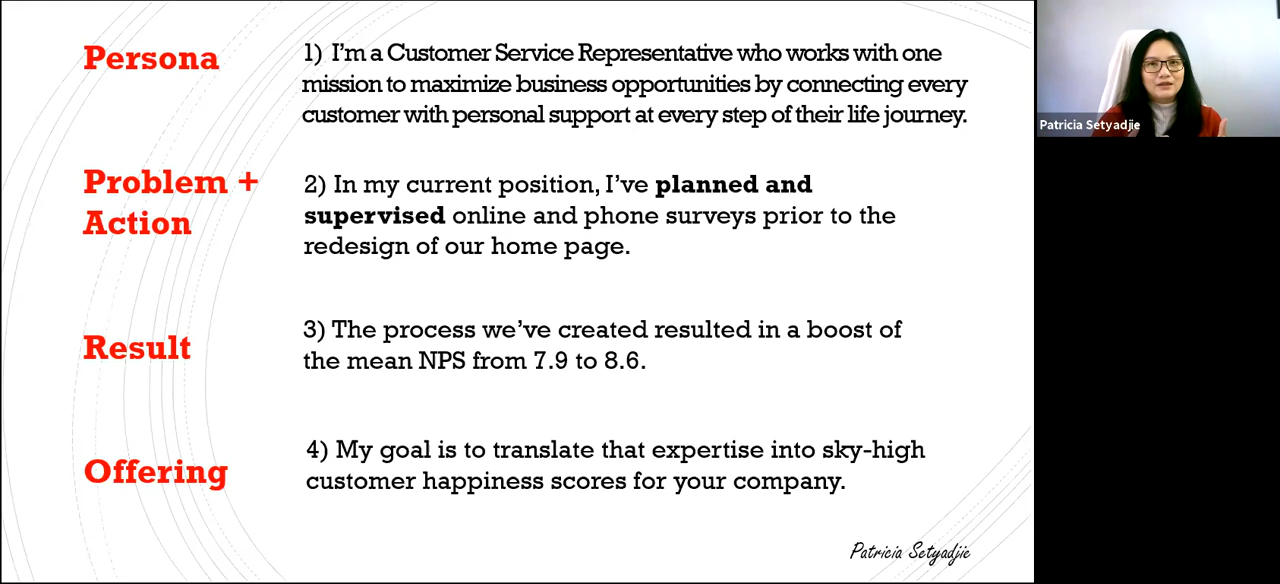 Persona
1) I’m a Customer Service Representative who works with one
mission to maximize business opportunities by connecting every
customer with personal support at every step of their life journey.
Problem +
Action
2) In my current position, I’ve planned and
supervised online and phone surveys prior to the
redesign of our home page.
Result
3) The process we’ve created resulted in a boost of
the mean NPS from 7.9 to 8.6.
Offering
4) My goal is to translate that expertise into sky-high
customer happiness scores for your company.
Patricia Setyadjie
Patricia Setyadjie